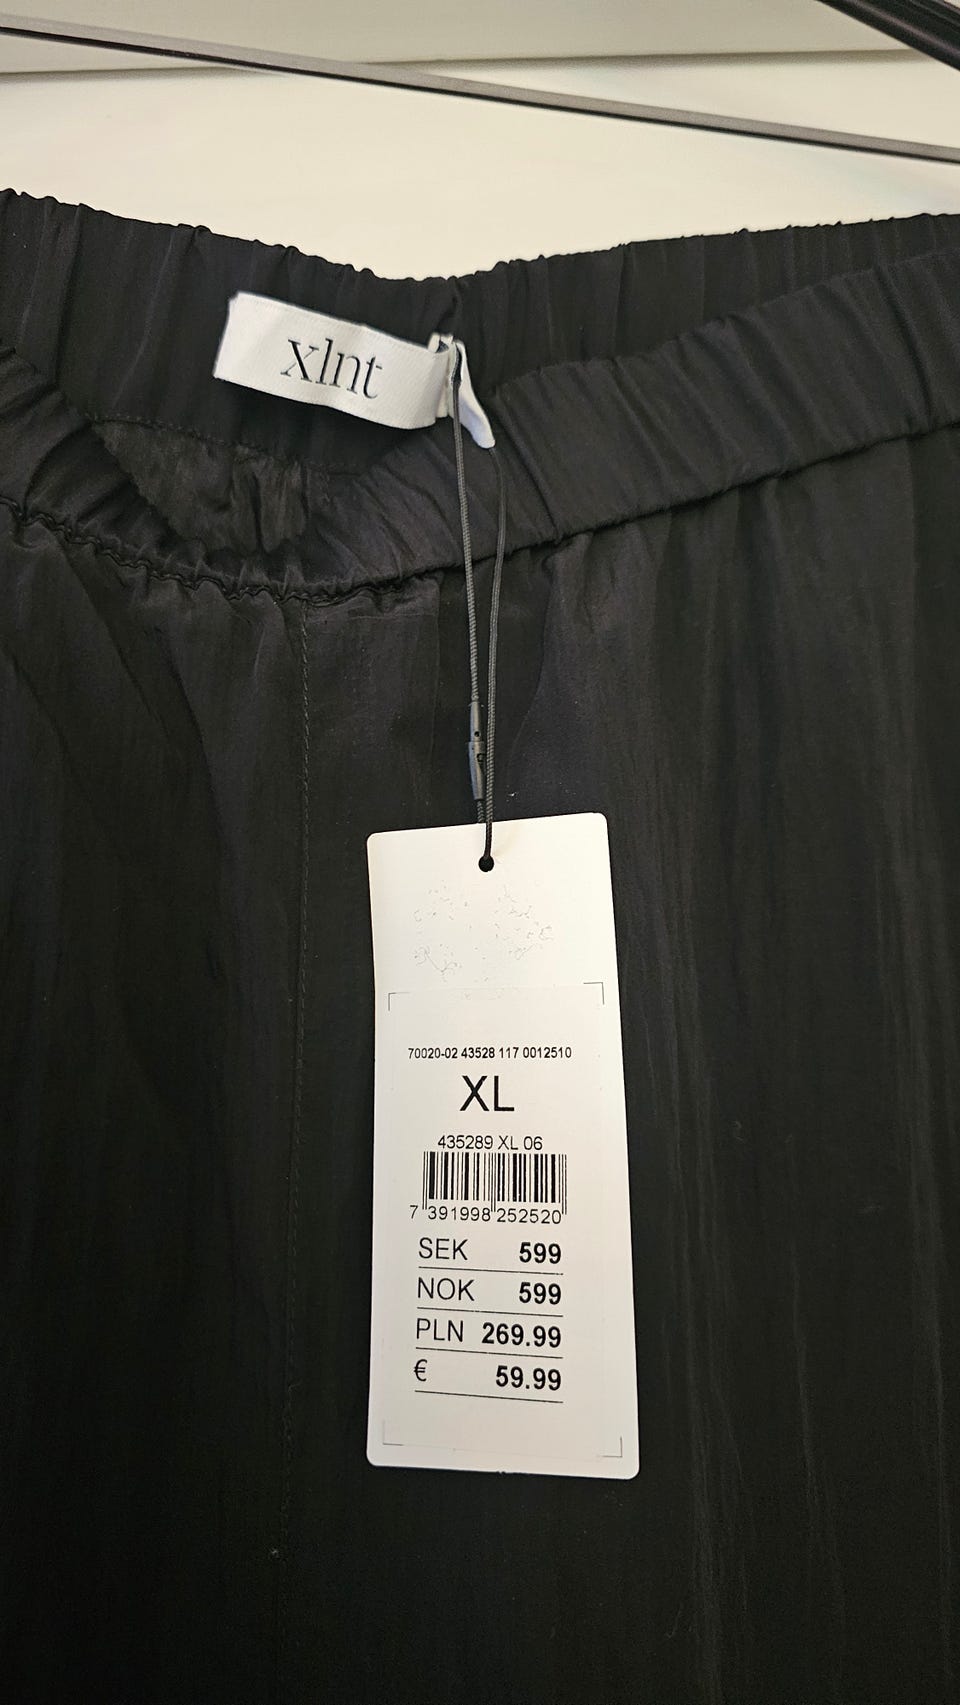 xlnt
70020-02 43528 117 0012510
XL
435289 XL 06
7 391998 252520
SEK 599
NOK 599
PLN 269.99
€ 59.99